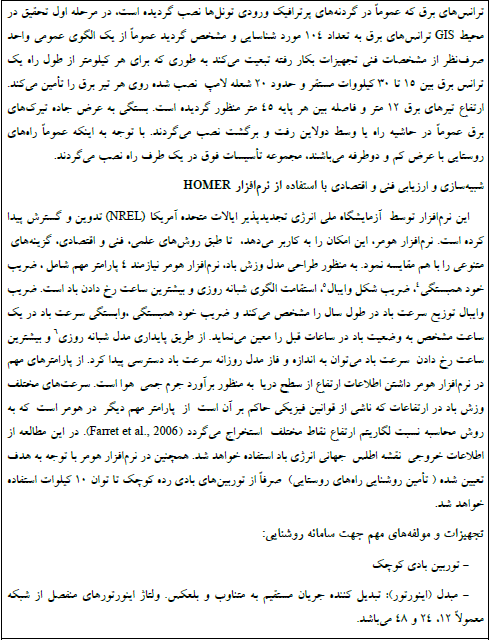 ترانس‌های برق که عموماً در گردنه‌های پرترافیک ورودی تونل‌ها نصب گردیده است، در مرحله اول تحقیق در
محیط GIS ترانس‌های برق به تعداد ۱۰۴ مورد شناسایی و مشخص گردید عموماً از یک الگوی عمومی واحد
صرف‌نظر از مشخصات فنی تجهیزات بکار رفته تبعیت می‌کند به طوری که برای هر کیلومتر از طول راه یک
ترانس برق بین ۱۵ تا ۳۰ کیلووات مستقر و حدود ۲۰ شعله لامپ نصب شده روی هر تیر برق را تأمین می‌کند.
ارتفاع تیرهای برق ۱۲ متر و فاصله بین هر پایه ۴۵ متر منظور گردیده است. بستگی به عرض جاده تیرک‌های
برق عموماً در حاشیه راه یا وسط دولاین رفت و برگشت نصب می‌گردند. با توجه به اینکه عموماً راه‌های
روستایی با عرض کم و دوطرفه می‌باشند، مجموعه تأسیسات فوق در یک طرف راه نصب می‌گردند.
شبیه‌سازی و ارزیابی فنی و اقتصادی با استفاده از نرم‌افزار HOMER
این نرم‌افزار توسط آزمایشگاه ملی انرژی تجدیدپذیر ایالات متحده آمریکا (NREL) تدوین و گسترش پیدا
کرده است. نرم‌افزار هومر، این امکان را به کاربر می‌دهد، تا طبق روش‌های علمی، فنی و اقتصادی، گزینه‌های
متنوعی را با هم مقایسه نمود. به منظور طراحی مدل وزش باد، نرم‌افزار هومر نیازمند ۴ پارامتر مهم شامل ، ضریب
خود همبستگی⁴، ضریب شکل وایبال⁵، استقامت الگوی شبانه روزی و بیشترین ساعت رخ دادن باد است. ضریب
وایبال توزیع سرعت باد در طول سال را مشخص می‌کند و ضریب خود همبستگی ،وابستگی سرعت باد در یک
ساعت مشخص به وضعیت باد در ساعات قبل را معین می‌نماید. از طریق پایداری مدل شبانه روزی⁶ و بیشترین
ساعت رخ دادن سرعت باد می‌توان به اندازه و فاز مدل روزانه سرعت باد دسترسی پیدا کرد. از پارامترهای مهم
در نرم‌افزار هومر داشتن اطلاعات ارتفاع از سطح دریا به منظور برآورد جرم جمی هوا است. سرعت‌های مختلف
وزش باد در ارتفاعات که ناشی از قوانین فیزیکی حاکم بر آن است از پارامتر مهم دیگر در هومر است که به
روش محاسبه نسبت لگاریتم ارتفاع نقاط مختلف استخراج می‌گردد (Farret et al., 2006). در این مطالعه از
اطلاعات خروجی نقشه اطلس جهانی انرژی باد استفاده خواهد شد. همچنین در نرم‌افزار هومر با توجه به هدف
تعیین شده ( تأمین روشنایی راه‌های روستایی) صرفاً از توربین‌های بادی رده کوچک تا توان ۱۰ کیلوات استفاده
خواهد شد.
تجهیزات و مولفه‌های مهم جهت سامانه روشنایی:
– توربین بادی کوچک
– مبدل (اینورتور): تبدیل کننده جریان مستقیم به متناوب و بلعکس. ولتاژ اینورتورهای منفصل از شبکه
معمولاً ۱۲، ۲۴ و ۴۸ می‌باشد.